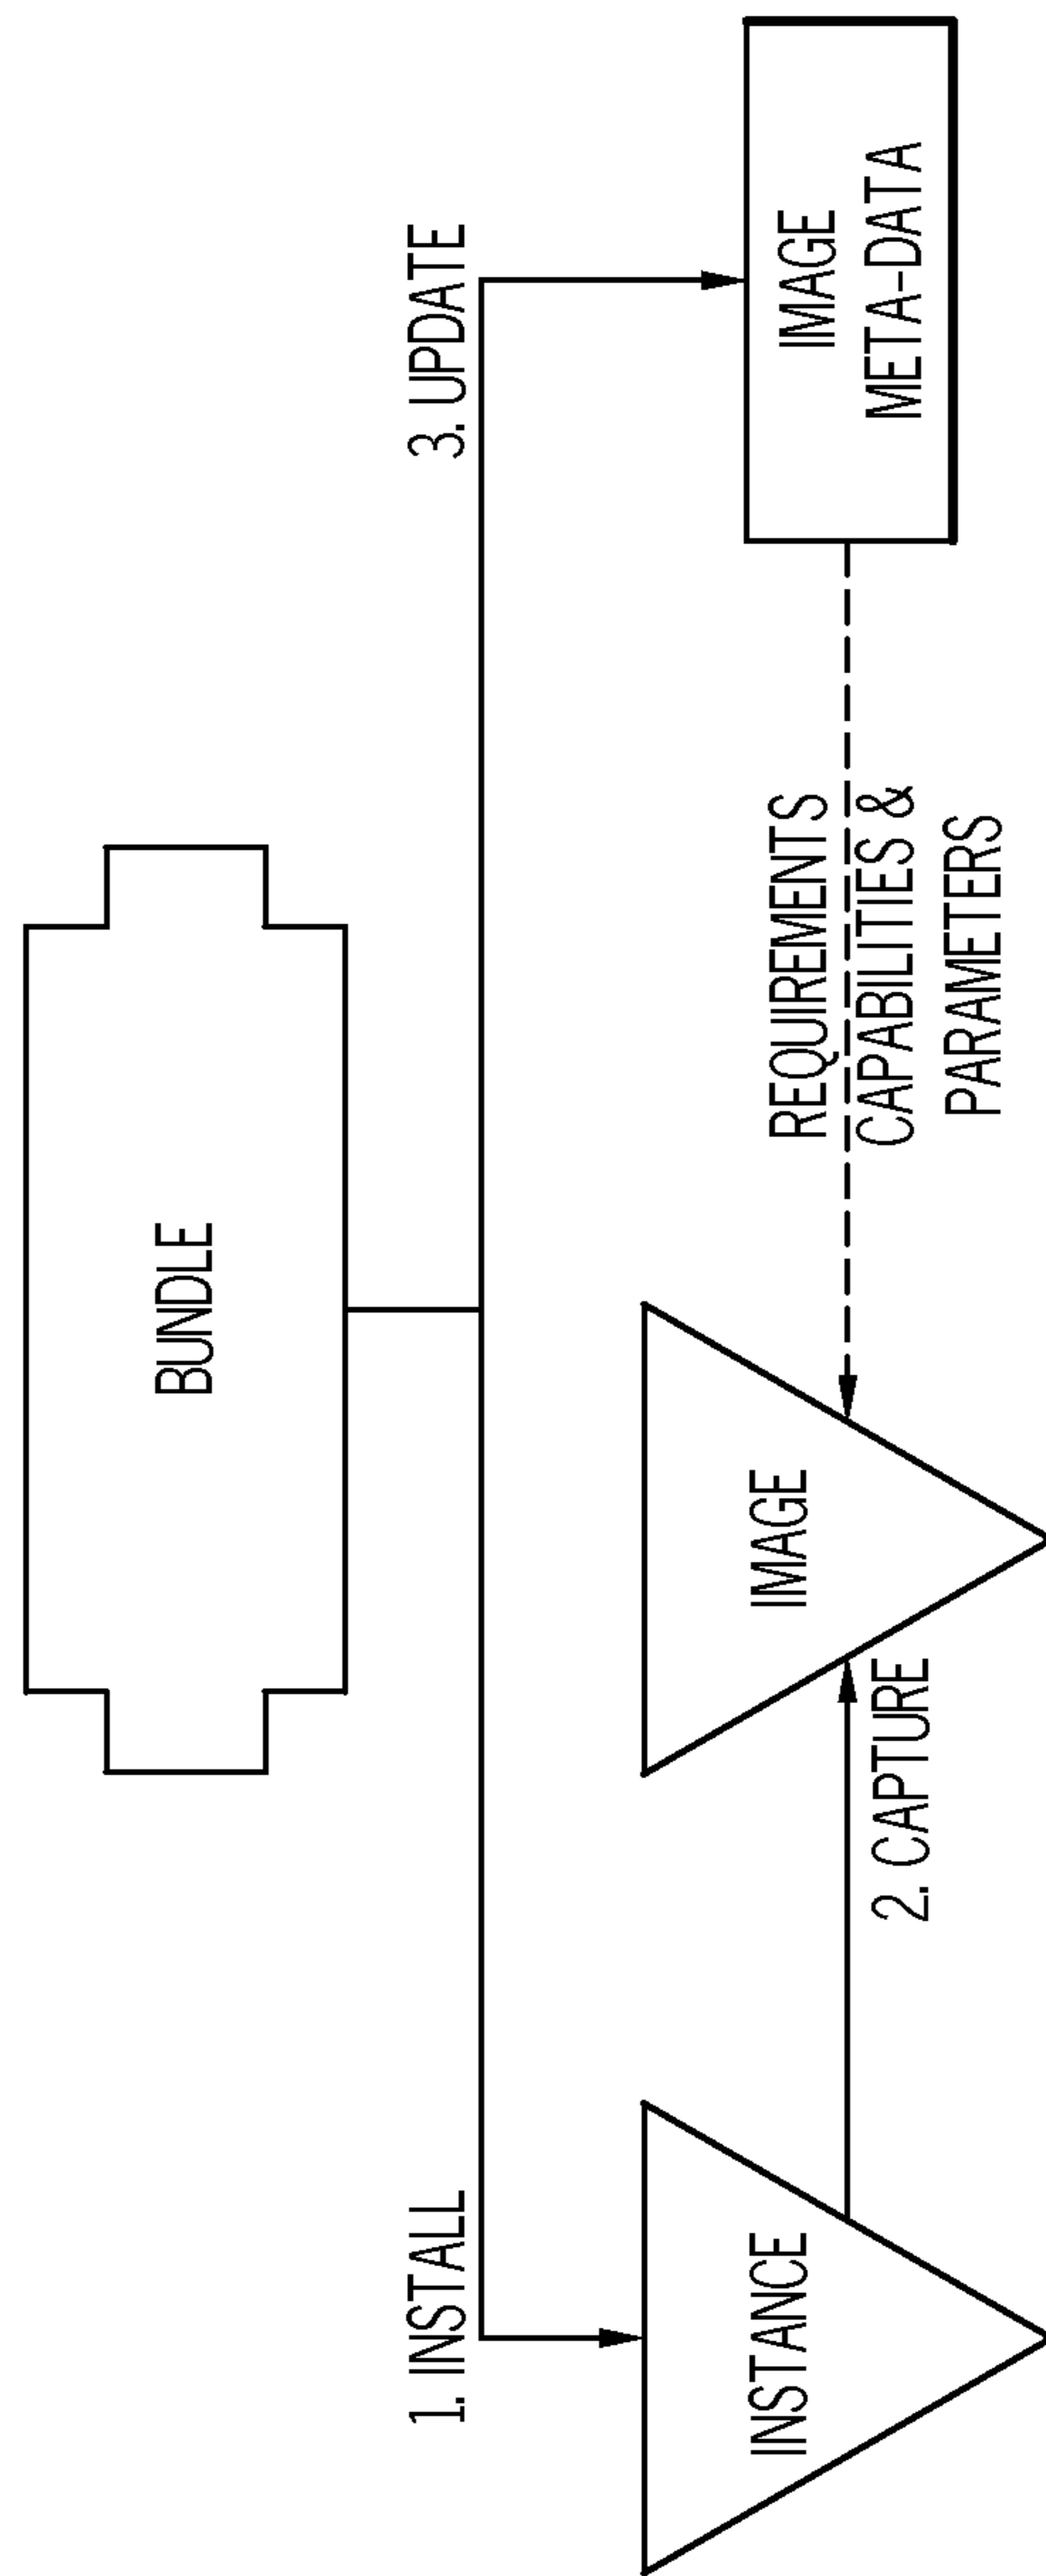 BUNDLE
1. INSTALL
3. UPDATE
INSTANCE
2. CAPTURE
IMAGE
REQUIREMENTS
CAPABILITIES &
PARAMETERS
IMAGE
META-DATA